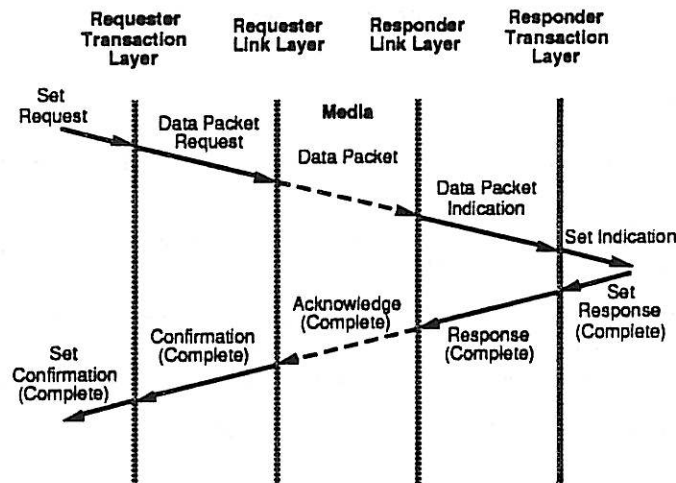 Requester
Transaction
Layer
Requester
Link Layer
Responder
Link Layer
Responder
Transaction
Layer
Set
Request
Data Packet
Request
Media
Data Packet
Data Packet
Indication
Set Indication
Set
Response
(Complete)
Response
(Complete)
Acknowledge
(Complete)
Confirmation
(Complete)
Set
Confirmation
(Complete)